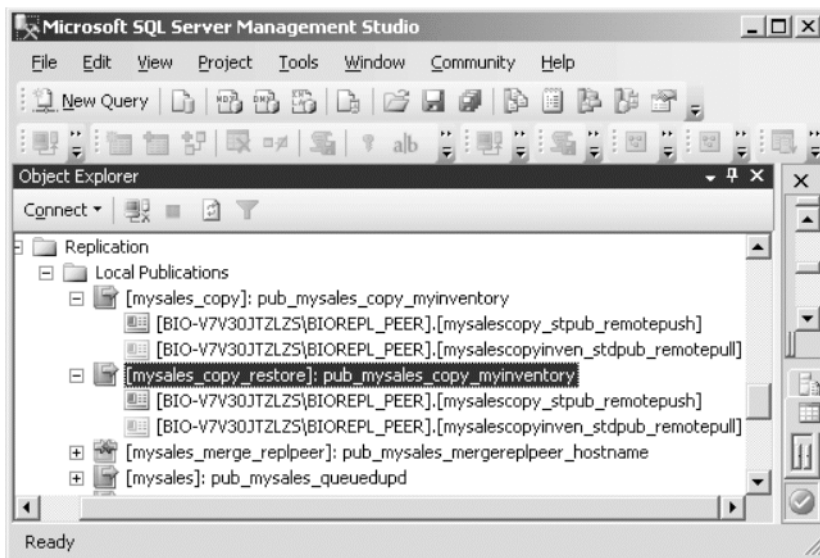 Microsoft SQL Server Management Studio
File Edit View Project Tools Window Community Help
New Query
Object Explorer
Connect
Replication
Local Publications
[mysales_copy]: pub_mysales_copy_myinventory
[BIO-V7V30JTZLZS\BIOREPL_PEER].[mysalescopy_stpub_remotepush]
[BIO-V7V30JTZLZS\BIOREPL_PEER].[mysalescopyinven_stdpub_remotepull]
[mysales_copy_restore]: pub_mysales_copy_myinventory
[BIO-V7V30JTZLZS\BIOREPL_PEER].[mysalescopy_stpub_remotepush]
[BIO-V7V30JTZLZS\BIOREPL_PEER].[mysalescopyinven_stdpub_remotepull]
[mysales_merge_replpeer]: pub_mysales_mergereplpeer_hostname
[mysales]: pub_mysales_queuedupd
Ready